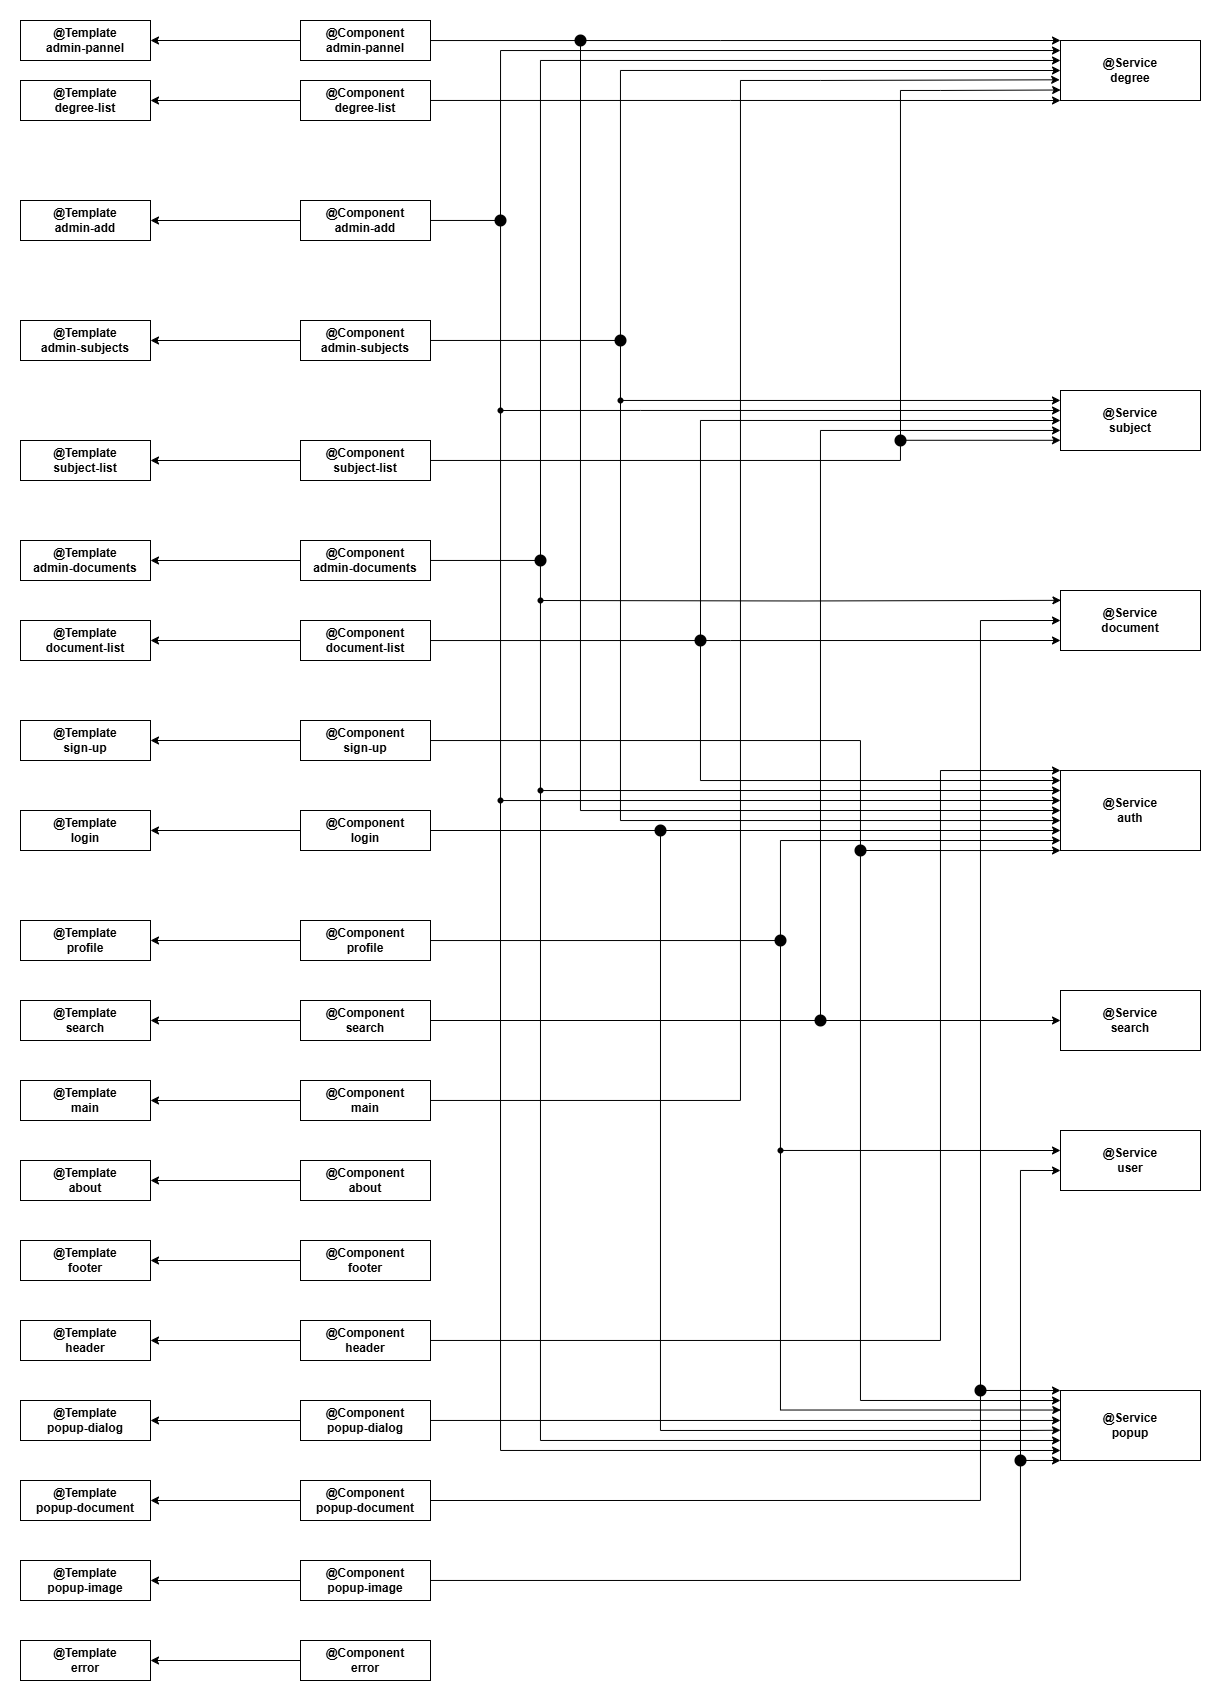 @Template
admin-pannel
@Component
admin-pannel
@Service
degree
@Template
degree-list
@Component
degree-list
@Template
admin-add
@Component
admin-add
@Template
admin-subjects
@Component
admin-subjects
@Service
subject
@Template
subject-list
@Component
subject-list
@Template
admin-documents
@Component
admin-documents
@Service
document
@Template
document-list
@Component
document-list
@Template
sign-up
@Component
sign-up
@Service
auth
@Template
login
@Component
login
@Template
profile
@Component
profile
@Template
search
@Component
search
@Service
search
@Template
main
@Component
main
@Service
user
@Template
about
@Component
about
@Template
footer
@Component
footer
@Template
header
@Component
header
@Template
popup-dialog
@Component
popup-dialog
@Service
popup
@Template
popup-document
@Component
popup-document
@Template
popup-image
@Component
popup-image
@Template
error
@Component
error